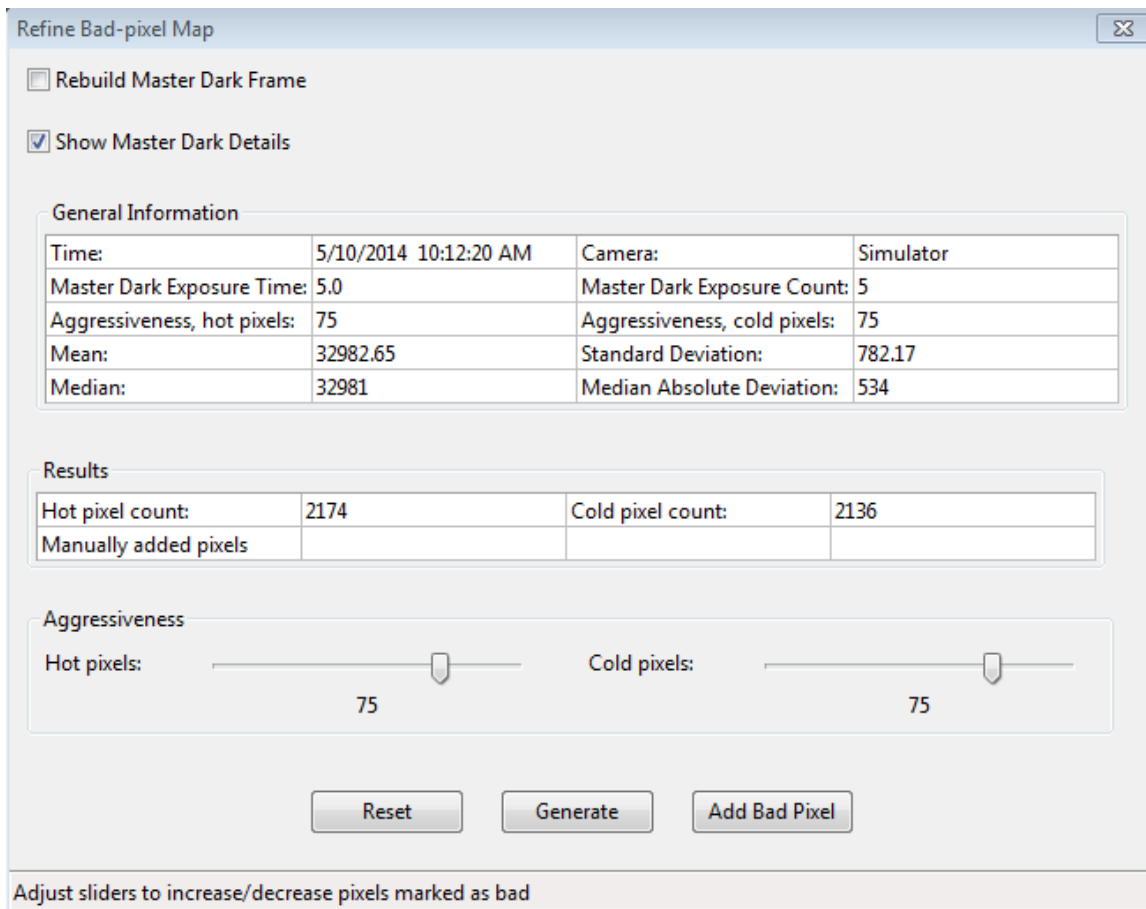 Refine Bad-pixel Map
Rebuild Master Dark Frame
Show Master Dark Details
General Information
Time: 5/10/2014 10:12:20 AM Camera: Simulator
Master Dark Exposure Time: 5.0 Master Dark Exposure Count: 5
Aggressiveness, hot pixels: 75 Aggressiveness, cold pixels: 75
Mean: 32982.65 Standard Deviation: 782.17
Median: 32981 Median Absolute Deviation: 534
Results
Hot pixel count: 2174 Cold pixel count: 2136
Manually added pixels
Aggressiveness
Hot pixels: Cold pixels:
75 75
Reset Generate Add Bad Pixel
Adjust sliders to increase/decrease pixels marked as bad